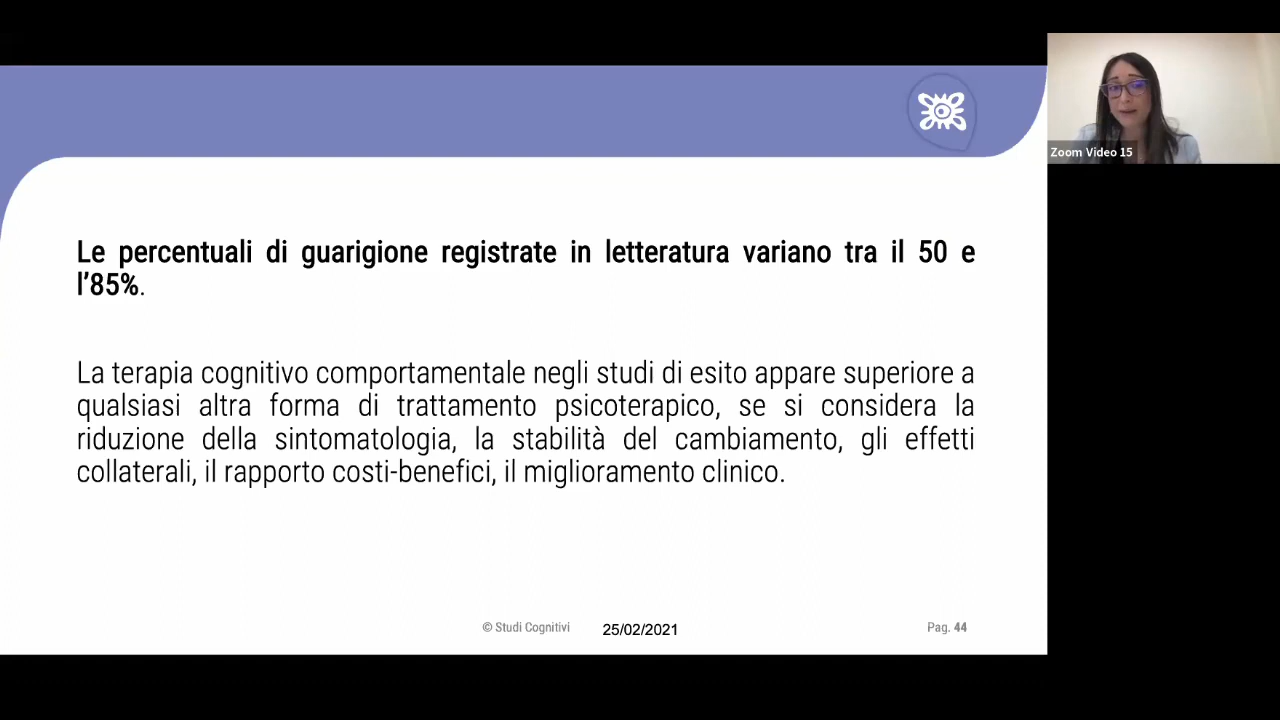 Zoom Video 15
Le percentuali di guarigione registrate in letteratura variano tra il 50 e
l’85%.
La terapia cognitivo comportamentale negli studi di esito appare superiore a
qualsiasi altra forma di trattamento psicoterapico, se si considera la
riduzione della sintomatologia, la stabilità del cambiamento, gli effetti
collaterali, il rapporto costi-benefici, il miglioramento clinico.
© Studi Cognitivi 25/02/2021 Pag. 44